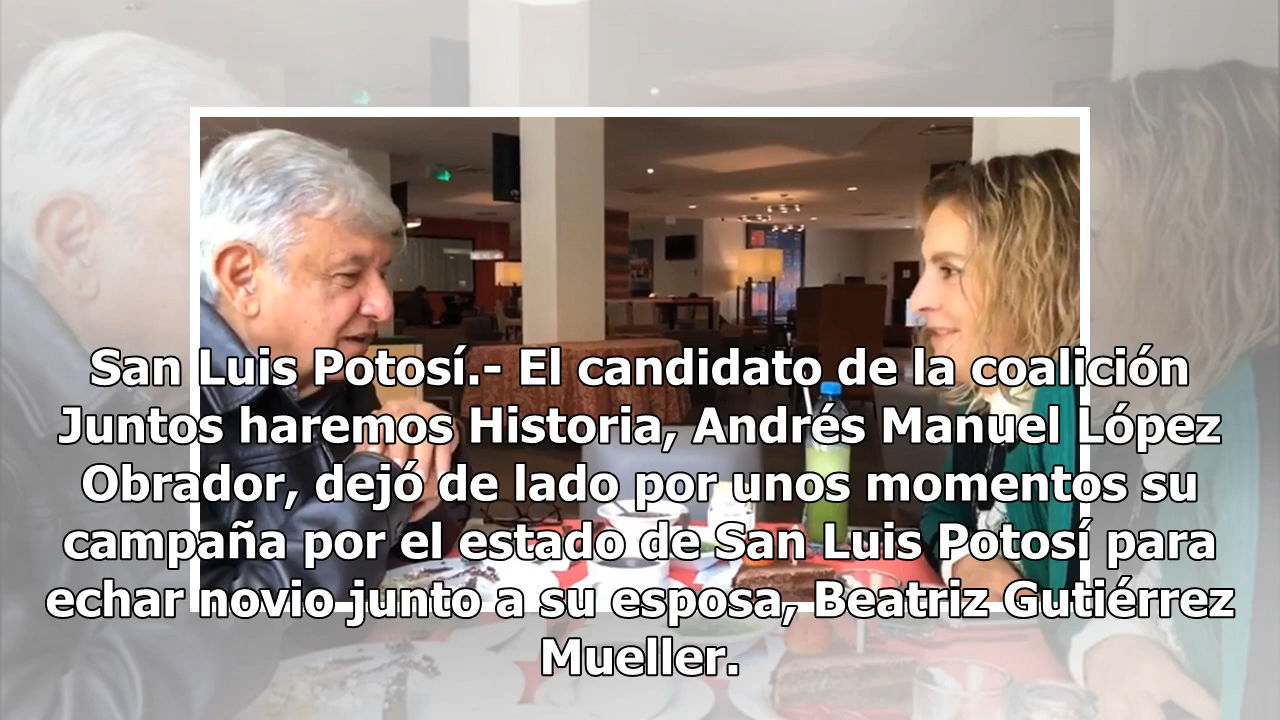 San Luis Potosí.- El candidato de la coalición
Juntos haremos Historia, Andrés Manuel López
Obrador, dejó de lado por unos momentos su
campaña por el estado de San Luis Potosí para
echar novio junto a su esposa, Beatriz Gutiérrez
Mueller.